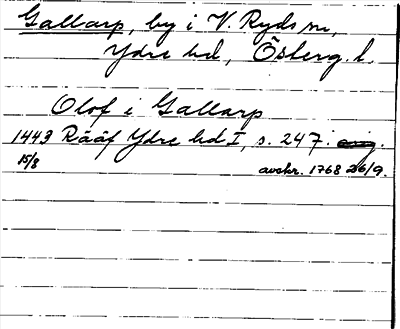 Gallarp, by i V. Ryds sn,
Ydre hd, Österg. l.
Olof i Gallarp
1443 Rääf Ydre hd I, s. 247.
15/8
avskr. 1768 26/9.